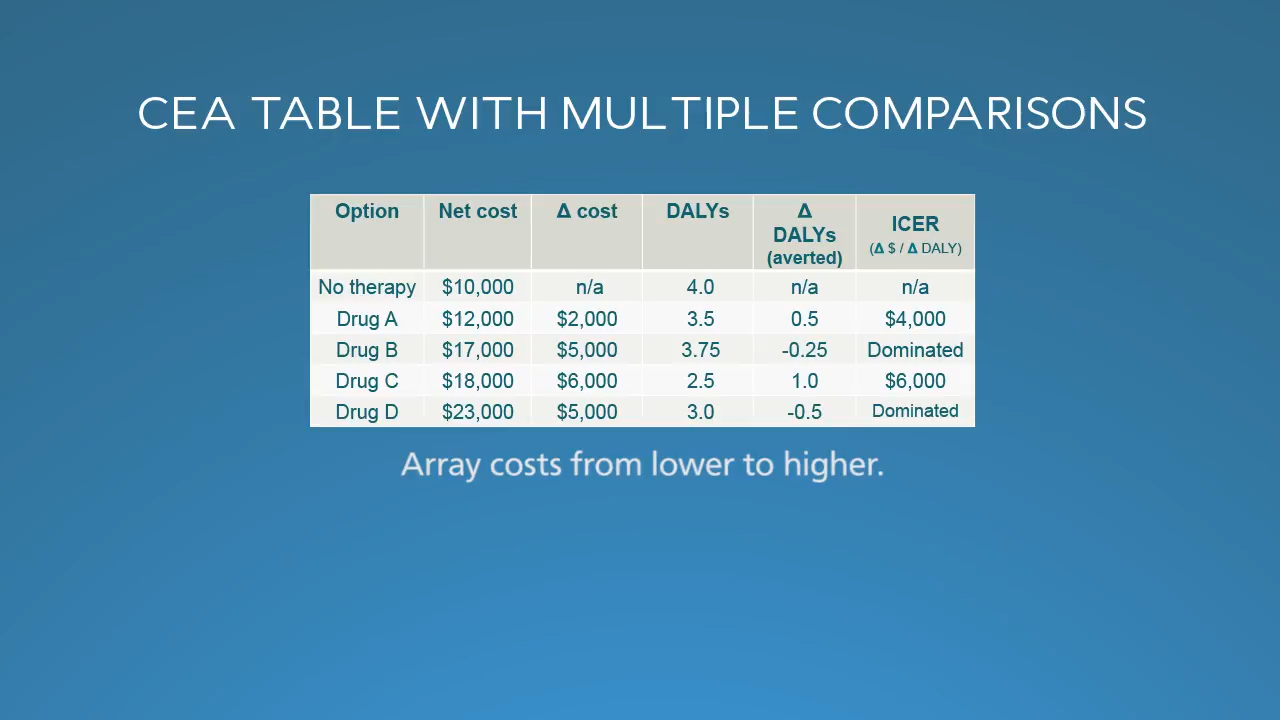 CEA TABLE WITH MULTIPLE COMPARISONS
Option Net cost Δ cost DALYs Δ DALYs (averted) ICER (Δ $ / Δ DALY)
No therapy $10,000 n/a 4.0 n/a n/a
Drug A $12,000 $2,000 3.5 0.5 $4,000
Drug B $17,000 $5,000 3.75 -0.25 Dominated
Drug C $18,000 $6,000 2.5 1.0 $6,000
Drug D $23,000 $5,000 3.0 -0.5 Dominated
Array costs from lower to higher.